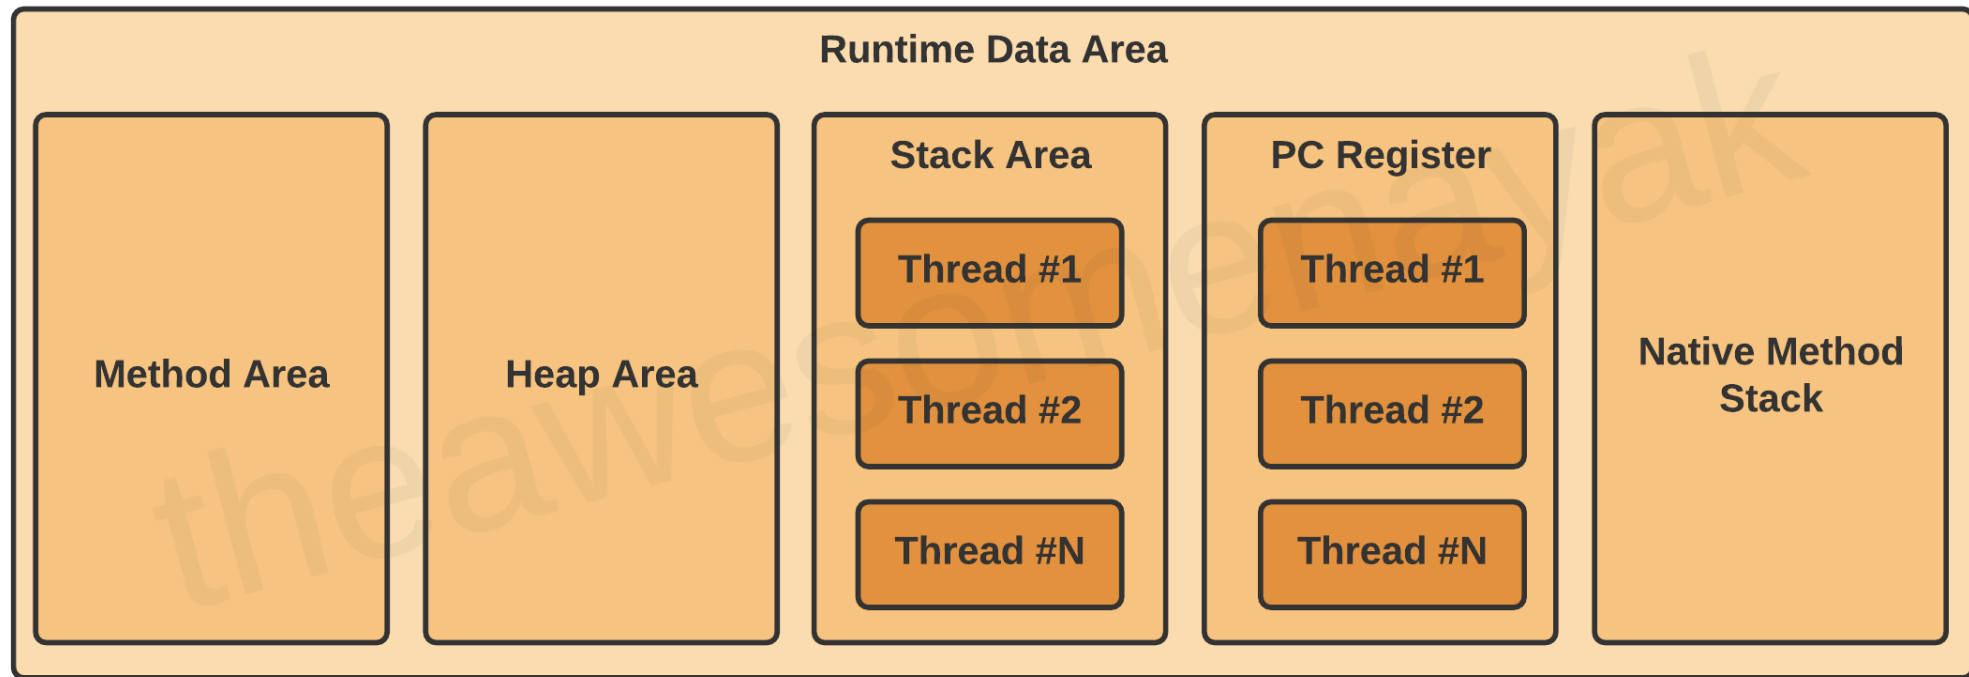 Runtime Data Area
Method Area
Heap Area
Stack Area
Thread #1
Thread #2
Thread #N
PC Register
Thread #1
Thread #2
Thread #N
Native Method
Stack
theawesomenayak